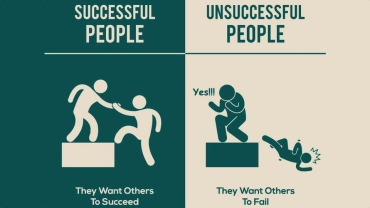 SUCCESSFUL
PEOPLE
They Want Others
To Succeed
UNSUCCESSFUL
PEOPLE
Yes!!!
They Want Others
To Fail